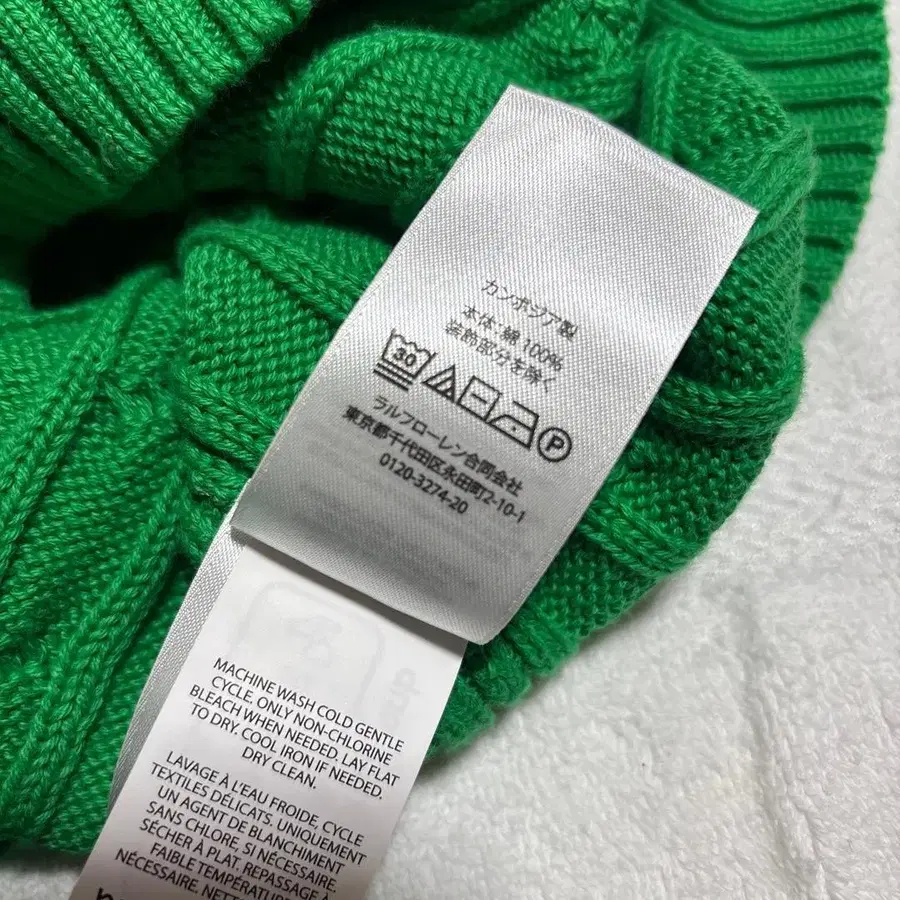 カンボジア製
本体:綿 100%
装飾部分を除く
30 P
ラルフローレン合同会社
東京都千代田区永田町2-10-1
0120-3274-20
MACHINE WASH COLD GENTLE
CYCLE. ONLY NON-CHLORINE
BLEACH WHEN NEEDED. LAY FLAT
TO DRY. COOL IRON IF NEEDED.
DRY CLEAN.
LAVAGE À L'EAU FROIDE, CYCLE
TEXTILES DÉLICATS. UNIQUEMENT
UN AGENT DE BLANCHIMENT
SANS CHLORE, SI NÉCESSAIRE.
SÉCHER À PLAT. REPASSAGE À
FAIBLE TEMPÉRATURE
NÉCESSAIRE.